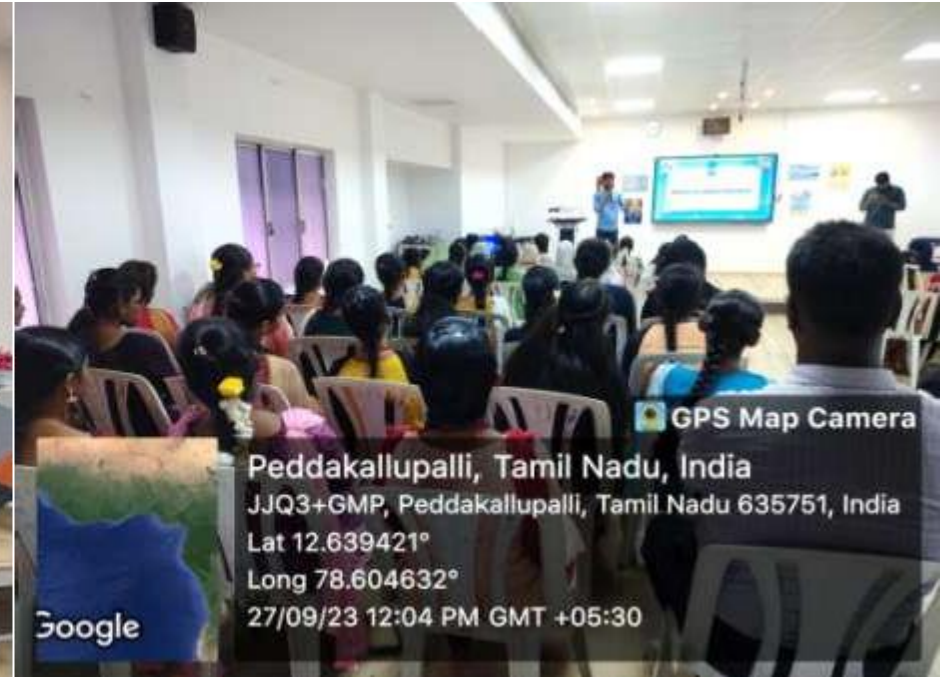 GPS Map Camera
Peddakallupalli, Tamil Nadu, India
JJQ3+GMP, Peddakallupalli, Tamil Nadu 635751, India
Lat 12.639421°
Long 78.604632°
27/09/23 12:04 PM GMT +05:30
Google